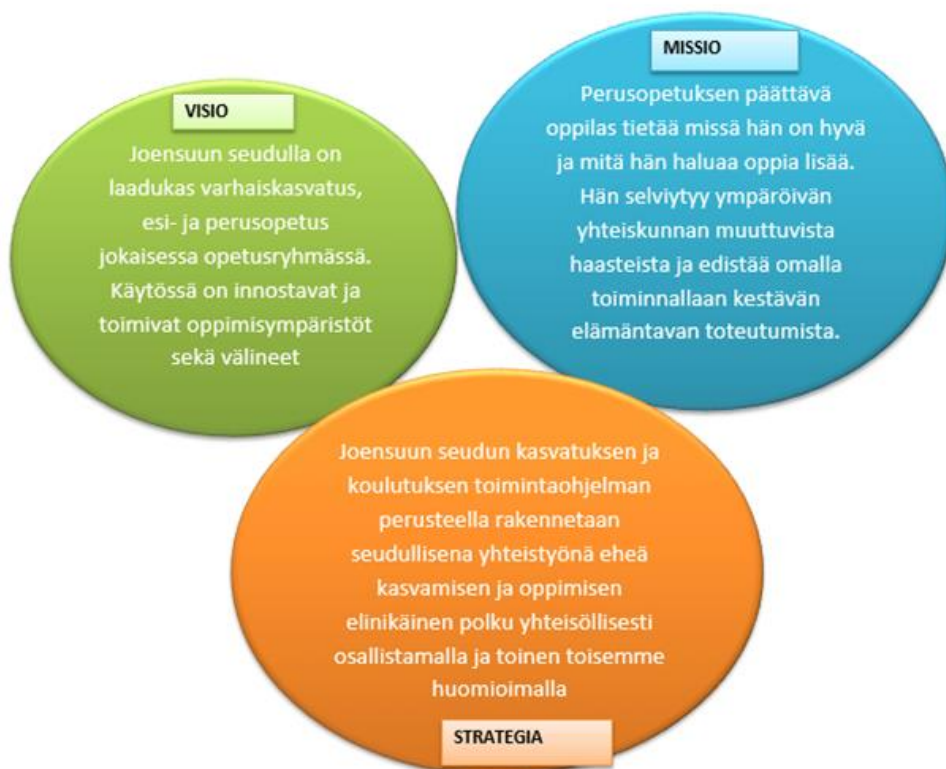 VISIO
Joensuun seudulla on
laadukas varhaiskasvatus,
esi- ja perusopetus
jokaisessa opetusryhmässä.
Käytössä on innostavat ja
toimivat oppimisympäristöt
sekä välineet
MISSIO
Perusopetuksen päättävä
oppilas tietää missä hän on hyvä
ja mitä hän haluaa oppia lisää.
Hän selviytyy ympäröivän
yhteiskunnan muuttuvista
haasteista ja edistää omalla
toiminnallaan kestävän
elämäntavan toteutumista.
Joensuun seudun kasvatuksen ja
koulutuksen toimintaohjelman
perusteella rakennetaan
seudullisena yhteistyönä eheä
kasvamisen ja oppimisen
elinikäinen polku yhteisöllisesti
osallistamalla ja toinen toisemme
huomioimalla
STRATEGIA